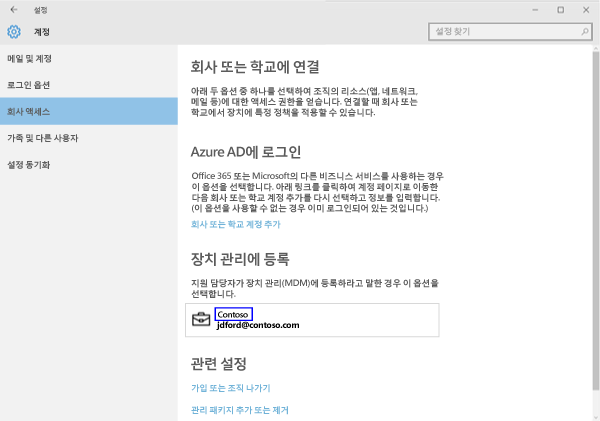 설정
계정
설정 찾기
메일 및 계정
로그인 옵션
회사 액세스
가족 및 다른 사용자
설정 동기화
회사 또는 학교에 연결
아래 두 옵션 중 하나를 선택하여 조직의 리소스(앱, 네트워크,
메일 등)에 대한 액세스 권한을 얻습니다. 연결할 때 회사 또는
학교에서 장치에 특정 정책을 적용할 수 있습니다.
Azure AD에 로그인
Office 365 또는 Microsoft의 다른 비즈니스 서비스를 사용하는 경우
이 옵션을 선택합니다. 아래 링크를 클릭하여 계정 페이지로 이동한
다음 회사 또는 학교 계정 추가를 다시 선택하고 정보를 입력합니다.
(이 옵션을 사용할 수 없는 경우 이미 로그인되어 있는 것입니다.)
회사 또는 학교 계정 추가
장치 관리에 등록
지원 담당자가 장치 관리(MDM)에 등록하라고 말한 경우 이 옵션을
선택합니다.
Contoso
jdford@contoso.com
관련 설정
가입 또는 조직 나가기
관리 패키지 추가 또는 제거